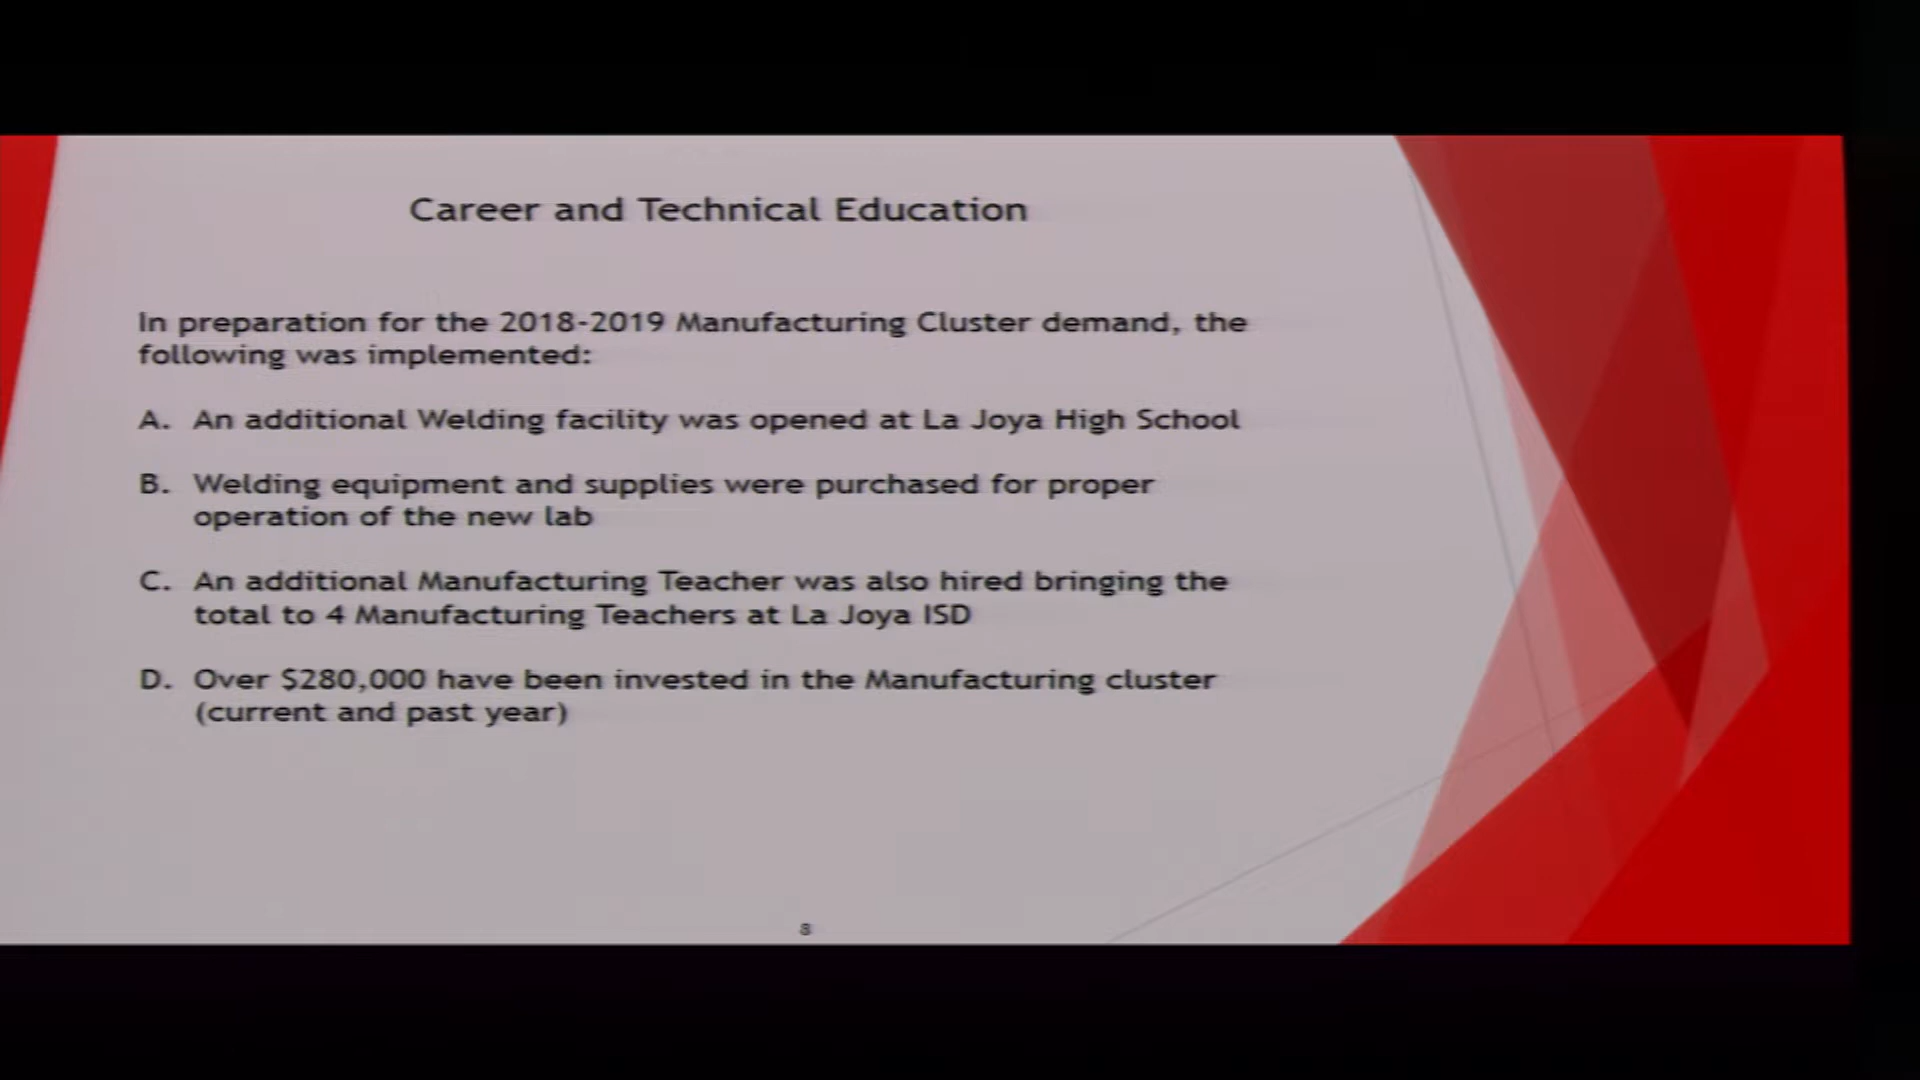 Career and Technical Education
In preparation for the 2018-2019 Manufacturing Cluster demand, the
following was implemented:
A. An additional Welding facility was opened at La Joya High School
B. Welding equipment and supplies were purchased for proper
operation of the new lab
C. An additional Manufacturing Teacher was also hired bringing the
total to 4 Manufacturing Teachers at La Joya ISD
D. Over $280,000 have been invested in the Manufacturing cluster
(current and past year)
8